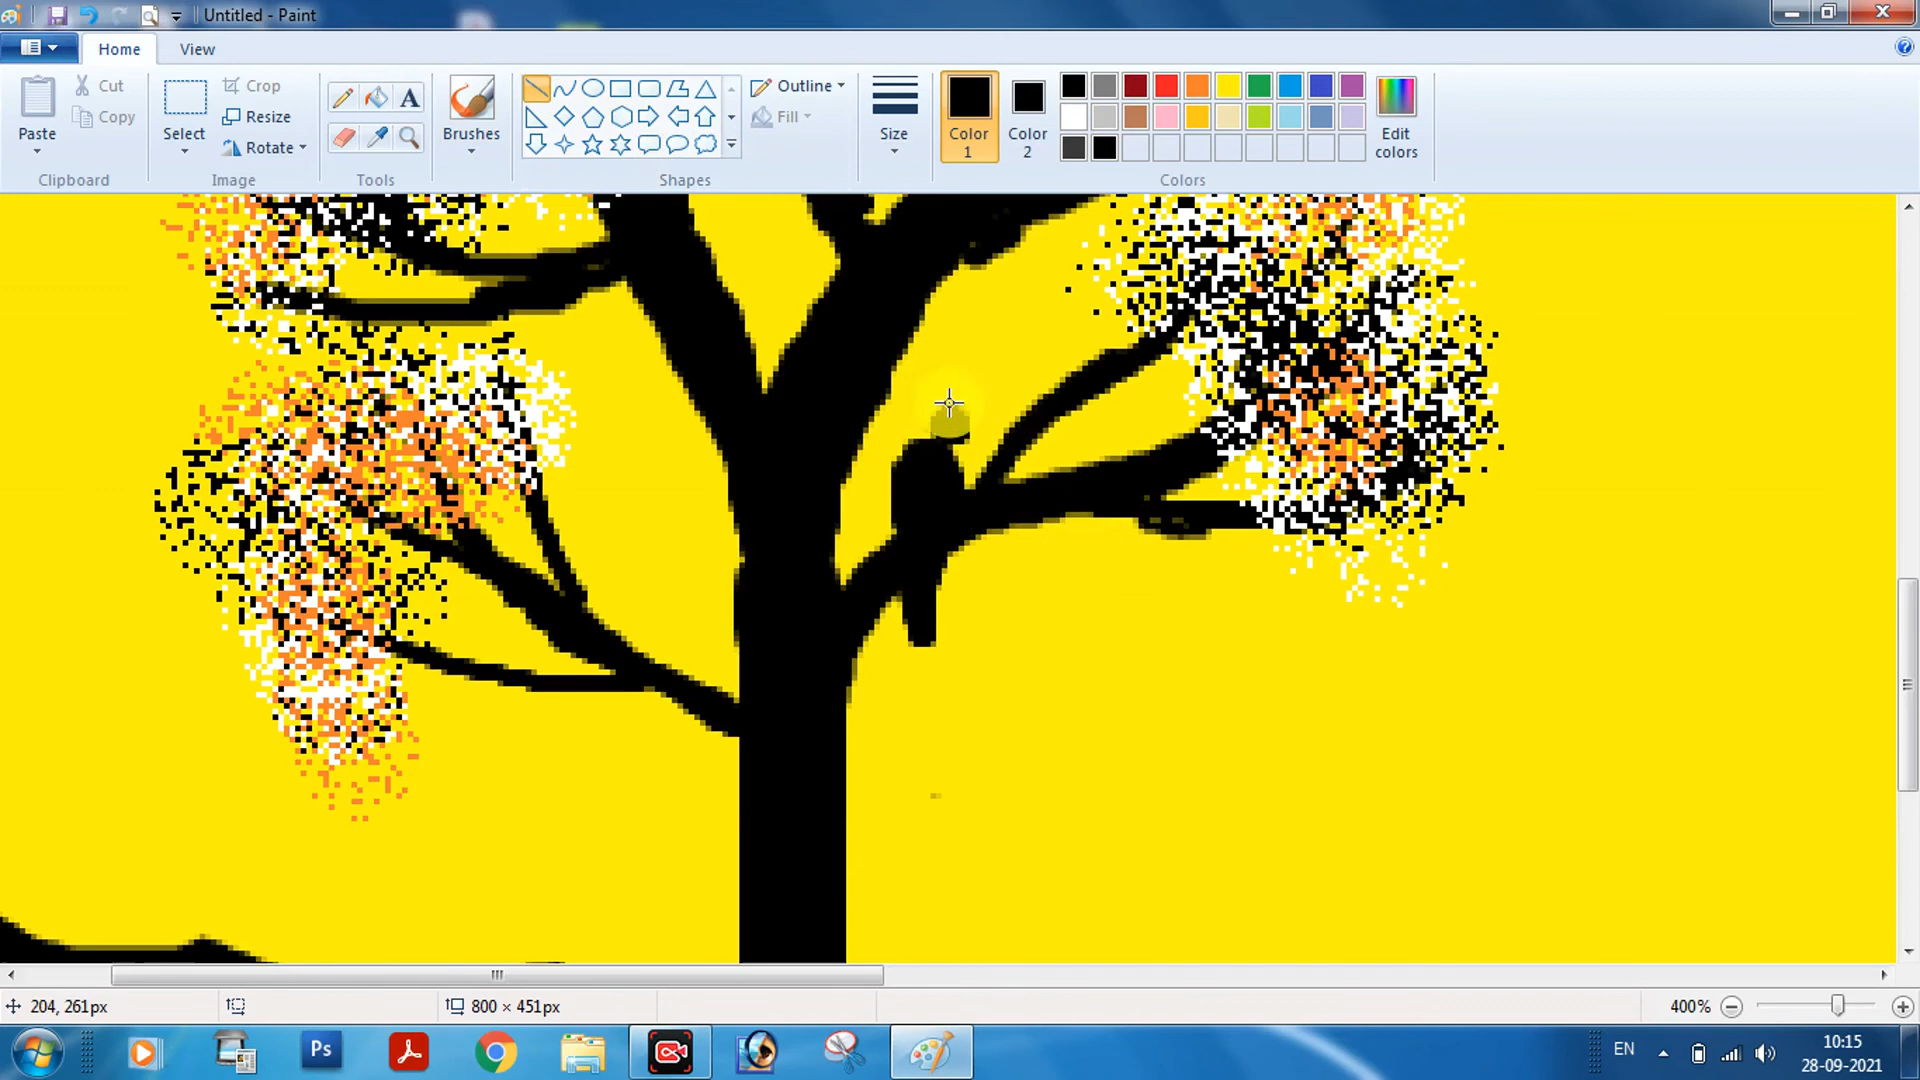 Untitled - Paint
Home
View
Paste
Cut
Copy
Clipboard
Select
Crop
Resize
Rotate
Image
Tools
Brushes
Outline
Fill
Shapes
Size
Color 1
Color 2
Edit colors
Colors
204, 261px
800 × 451px
400%
Ps
EN
10:15
28-09-2021